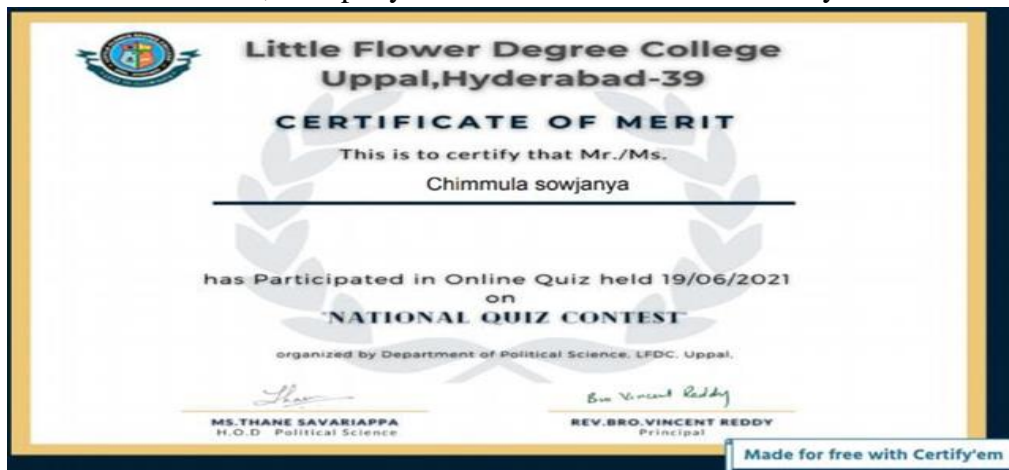 Little Flower Degree College
Uppal,Hyderabad-39
CERTIFICATE OF MERIT
This is to certify that Mr./Ms.
Chimmula sowjanya
has Participated in Online Quiz held 19/06/2021
on
"NATIONAL QUIZ CONTEST"
organized by Department of Political Science, LFDC, Uppal,
Bro Vincent Reddy
MS.THANE SAVARIAPPA
H.O.D Political Science
REV.BRO.VINCENT REDDY
Principal
Made for free with Certify'em